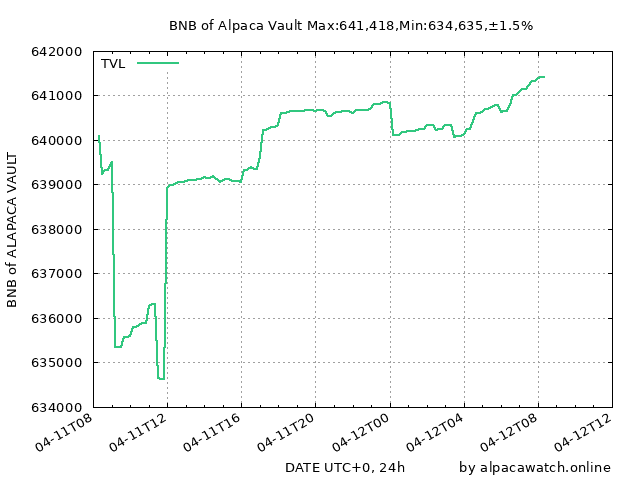 BNB of Alpaca Vault Max:641,418,Min:634,635,±1.5%
TVL
642000
641000
640000
639000
638000
637000
636000
635000
634000
BNB of ALAPACA VAULT
04-11T08
04-11T12
04-11T16
04-11T20
04-12T00
04-12T04
04-12T08
04-12T12
DATE UTC+0, 24h
by alpacawatch.online